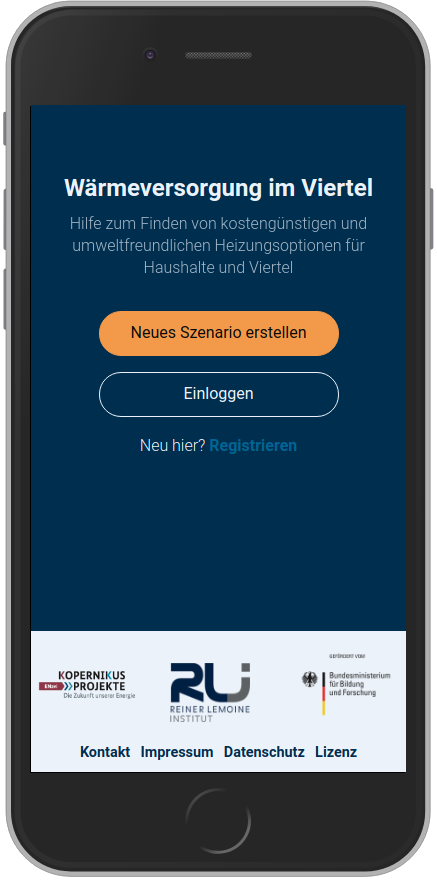 Wärmeversorgung im Viertel
Hilfe zum Finden von kostengünstigen und
umweltfreundlichen Heizungsoptionen für
Haushalte und Viertel
Neues Szenario erstellen
Einloggen
Neu hier? Registrieren
GEFÖRDERT VOM
KOPERNIKUS
ENavi PROJEKTE
Die Zukunft unserer Energie
RLI
REINER LEMOINE
INSTITUT
Bundesministerium
für Bildung
und Forschung
Kontakt Impressum Datenschutz Lizenz